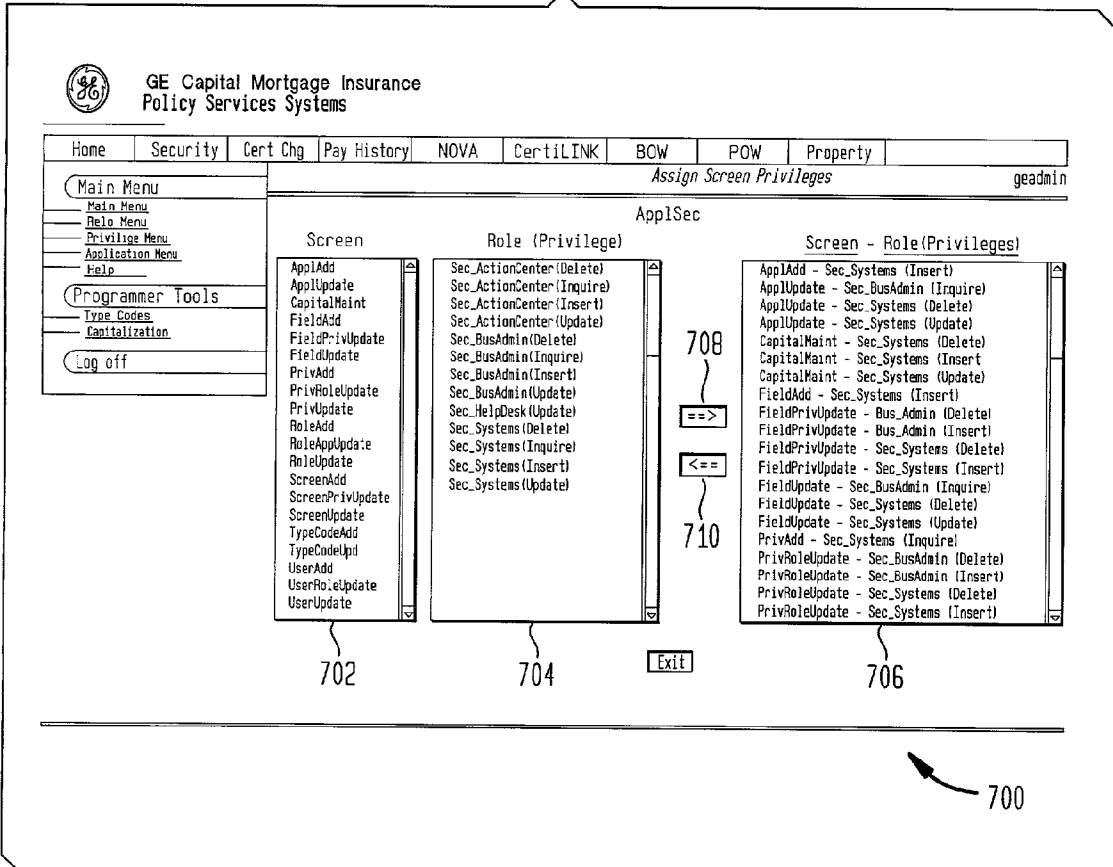 GE Capital Mortgage Insurance
Policy Services Systems
Home Security Cert Chg Pay History NOVA CertiLINK BOW POW Property
Assign Screen Privileges geadmin
Main Menu
Main Menu
Relo Menu
Privilige Menu
Application Menu
Help
Programmer Tools
Type Codes
Capitalization
Log off
ApplSec
Screen
ApplAdd
ApplUpdate
CapitalMaint
FieldAdd
FieldPrivUpdate
FieldUpdate
PrivAdd
PrivRoleUpdate
PrivUpdate
RoleAdd
RoleAppUpdate
RoleUpdate
ScreenAdd
ScreenPrivUpdate
ScreenUpdate
TypeCodeAdd
TypeCodeUpd
UserAdd
UserRoleUpdate
UserUpdate
702
Role (Privilege)
Sec_ActionCenter(Delete)
Sec_ActionCenter(Inquire)
Sec_ActionCenter(Insert)
Sec_ActionCenter(Update)
Sec_BusAdmin(Delete)
Sec_BusAdmin(Inquire)
Sec_BusAdmin(Insert)
Sec_BusAdmin(Update)
Sec_HelpDesk(Update)
Sec_Systems(Delete)
Sec_Systems(Inquire)
Sec_Systems(Insert)
Sec_Systems(Update)
704
708
==>
<==
710
Exit
Screen - Role(Privileges)
ApplAdd - Sec_Systems (Insert)
ApplUpdate - Sec_BusAdmin (Inquire)
ApplUpdate - Sec_Systems (Delete)
ApplUpdate - Sec_Systems (Update)
CapitalMaint - Sec_Systems (Delete)
CapitalMaint - Sec_Systems (Insert
CapitalMaint - Sec_Systems (Update)
FieldAdd - Sec_Systems (Insert)
FieldPrivUpdate - Bus_Admin (Delete)
FieldPrivUpdate - Bus_Admin (Insert)
FieldPrivUpdate - Sec_Systems (Delete)
FieldPrivUpdate - Sec_Systems (Insert)
FieldUpdate - Sec_BusAdmin (Inquire)
FieldUpdate - Sec_Systems (Delete)
FieldUpdate - Sec_Systems (Update)
PrivAdd - Sec_Systems (Inquire)
PrivRoleUpdate - Sec_BusAdmin (Delete)
PrivRoleUpdate - Sec_BusAdmin (Insert)
PrivRoleUpdate - Sec_Systems (Delete)
PrivRoleUpdate - Sec_Systems (Insert)
706
700